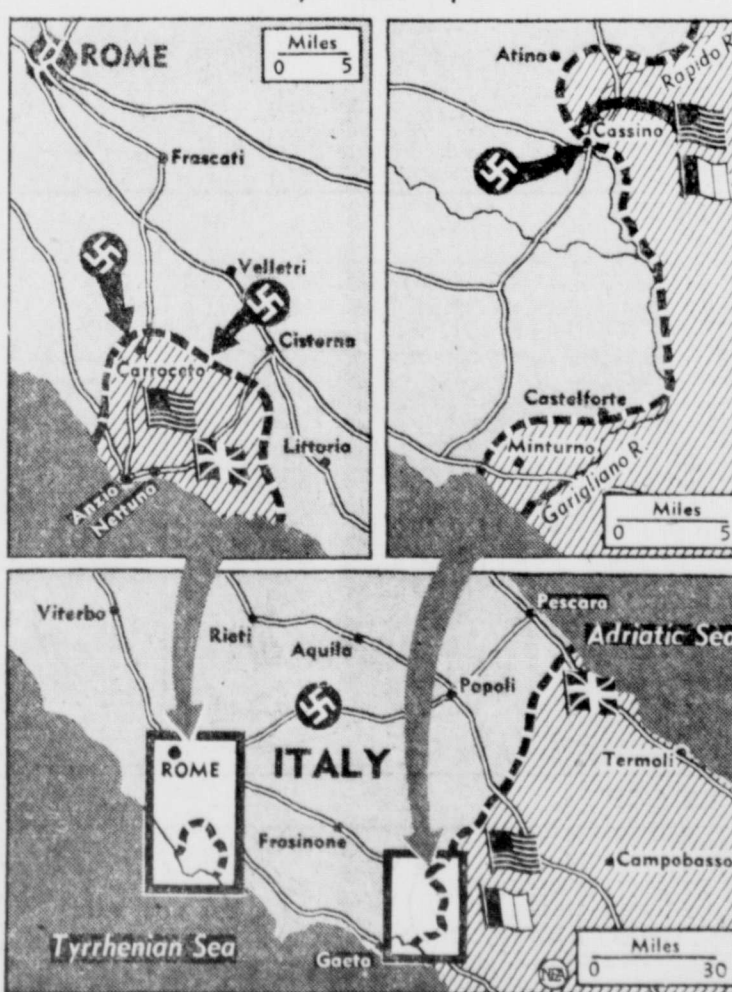 ROME
Miles
0 5
Frascati
Velletri
Cisterna
Carroceto
Littoria
Anzio
Nettuno
Atina
Rapido R.
Cassino
Castelforte
Minturno
Garigliano R.
Miles
0 5
Viterbo
Rieti
Aquila
Pescara
Adriatic Sea
Popoli
ROME
ITALY
Termoli
Frosinone
Campobasso
Tyrrhenian Sea
Gaeta
NEA
Miles
0 30